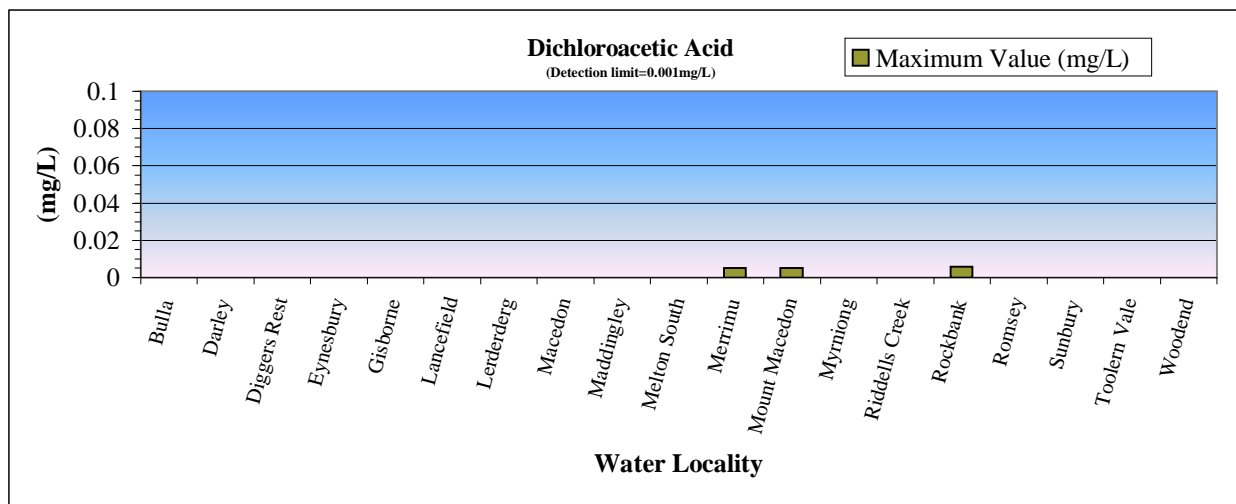 Dichloroacetic Acid
(Detection limit=0.001mg/L)
Maximum Value (mg/L)
(mg/L)
0.1
0.08
0.06
0.04
0.02
0
Bulla
Darley
Diggers Rest
Eynesbury
Gisborne
Lancefield
Lerderderg
Macedon
Maddingley
Melton South
Merrimu
Mount Macedon
Myrniong
Riddells Creek
Rockbank
Romsey
Sunbury
Toolern Vale
Woodend
Water Locality